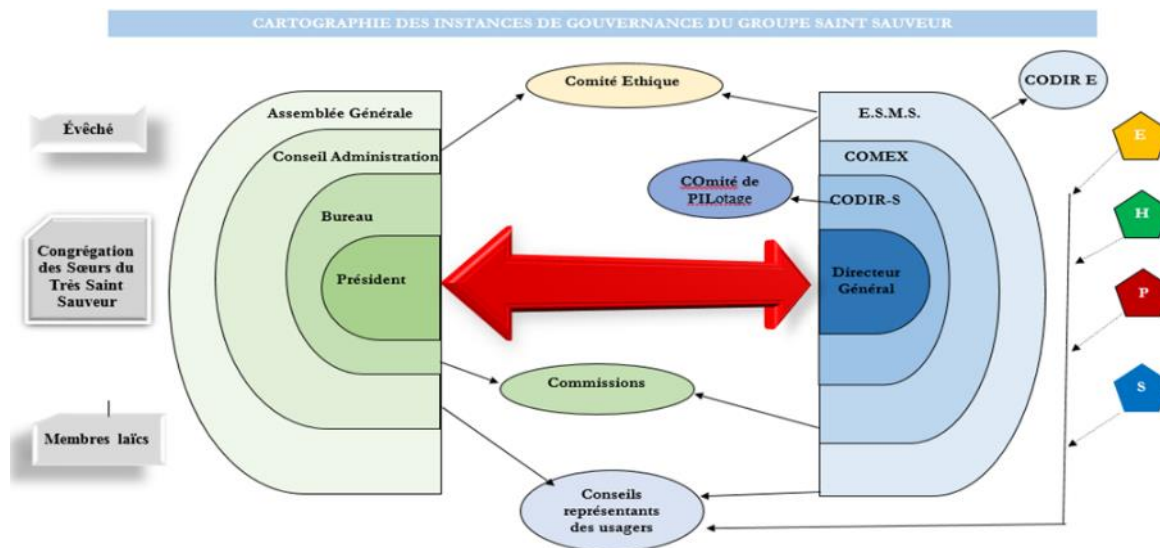 CARTOGRAPHIE DES INSTANCES DE GOUVERNANCE DU GROUPE SAINT SAUVEUR
Évêché
Congrégation
des Sœurs du
Très Saint
Sauveur
Membres laïcs
Assemblée Générale
Conseil Administration
Bureau
Président
Comité Ethique
COmité de
PILotage
Commissions
Conseils
représentants
des usagers
E.S.M.S.
COMEX
CODIR-S
Directeur
Général
CODIR E
E
H
P
S